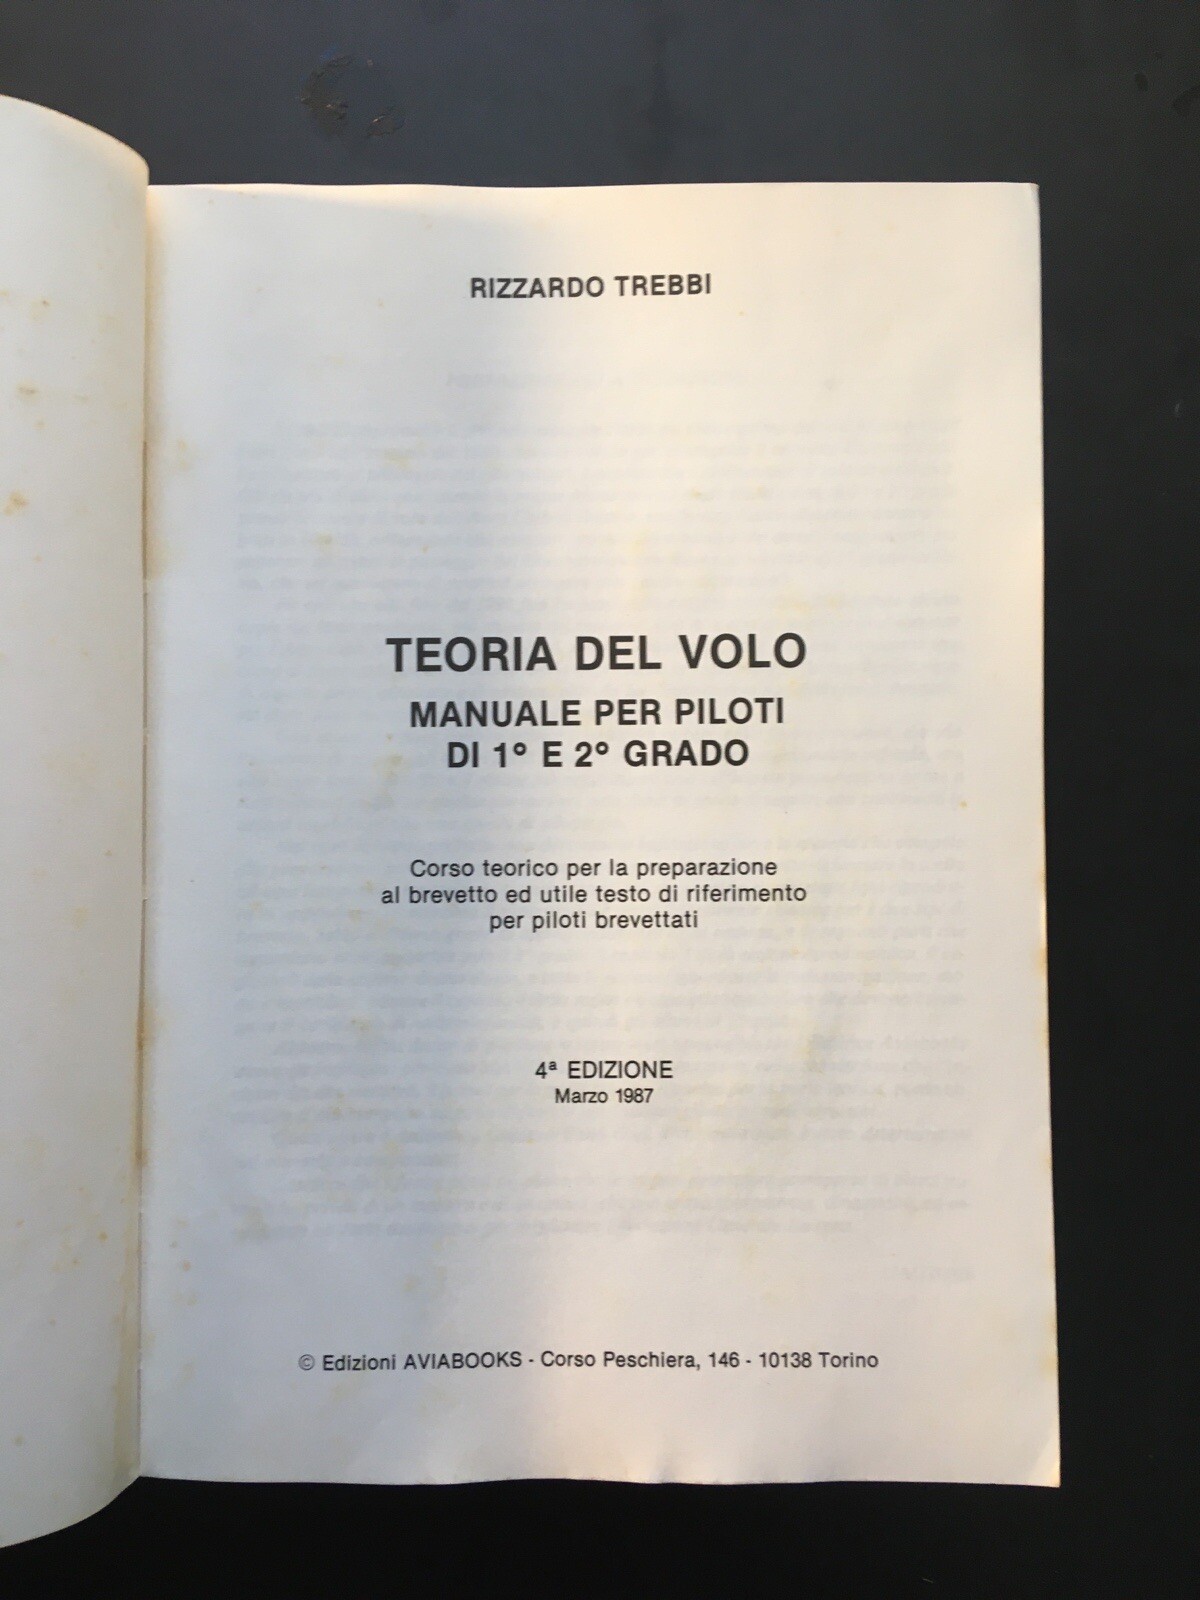 RIZZARDO TREBBI
TEORIA DEL VOLO
MANUALE PER PILOTI
DI 1° E 2° GRADO
Corso teorico per la preparazione
al brevetto ed utile testo di riferimento
per piloti brevettati
4ª EDIZIONE
Marzo 1987
© Edizioni AVIABOOKS - Corso Peschiera, 146 - 10138 Torino